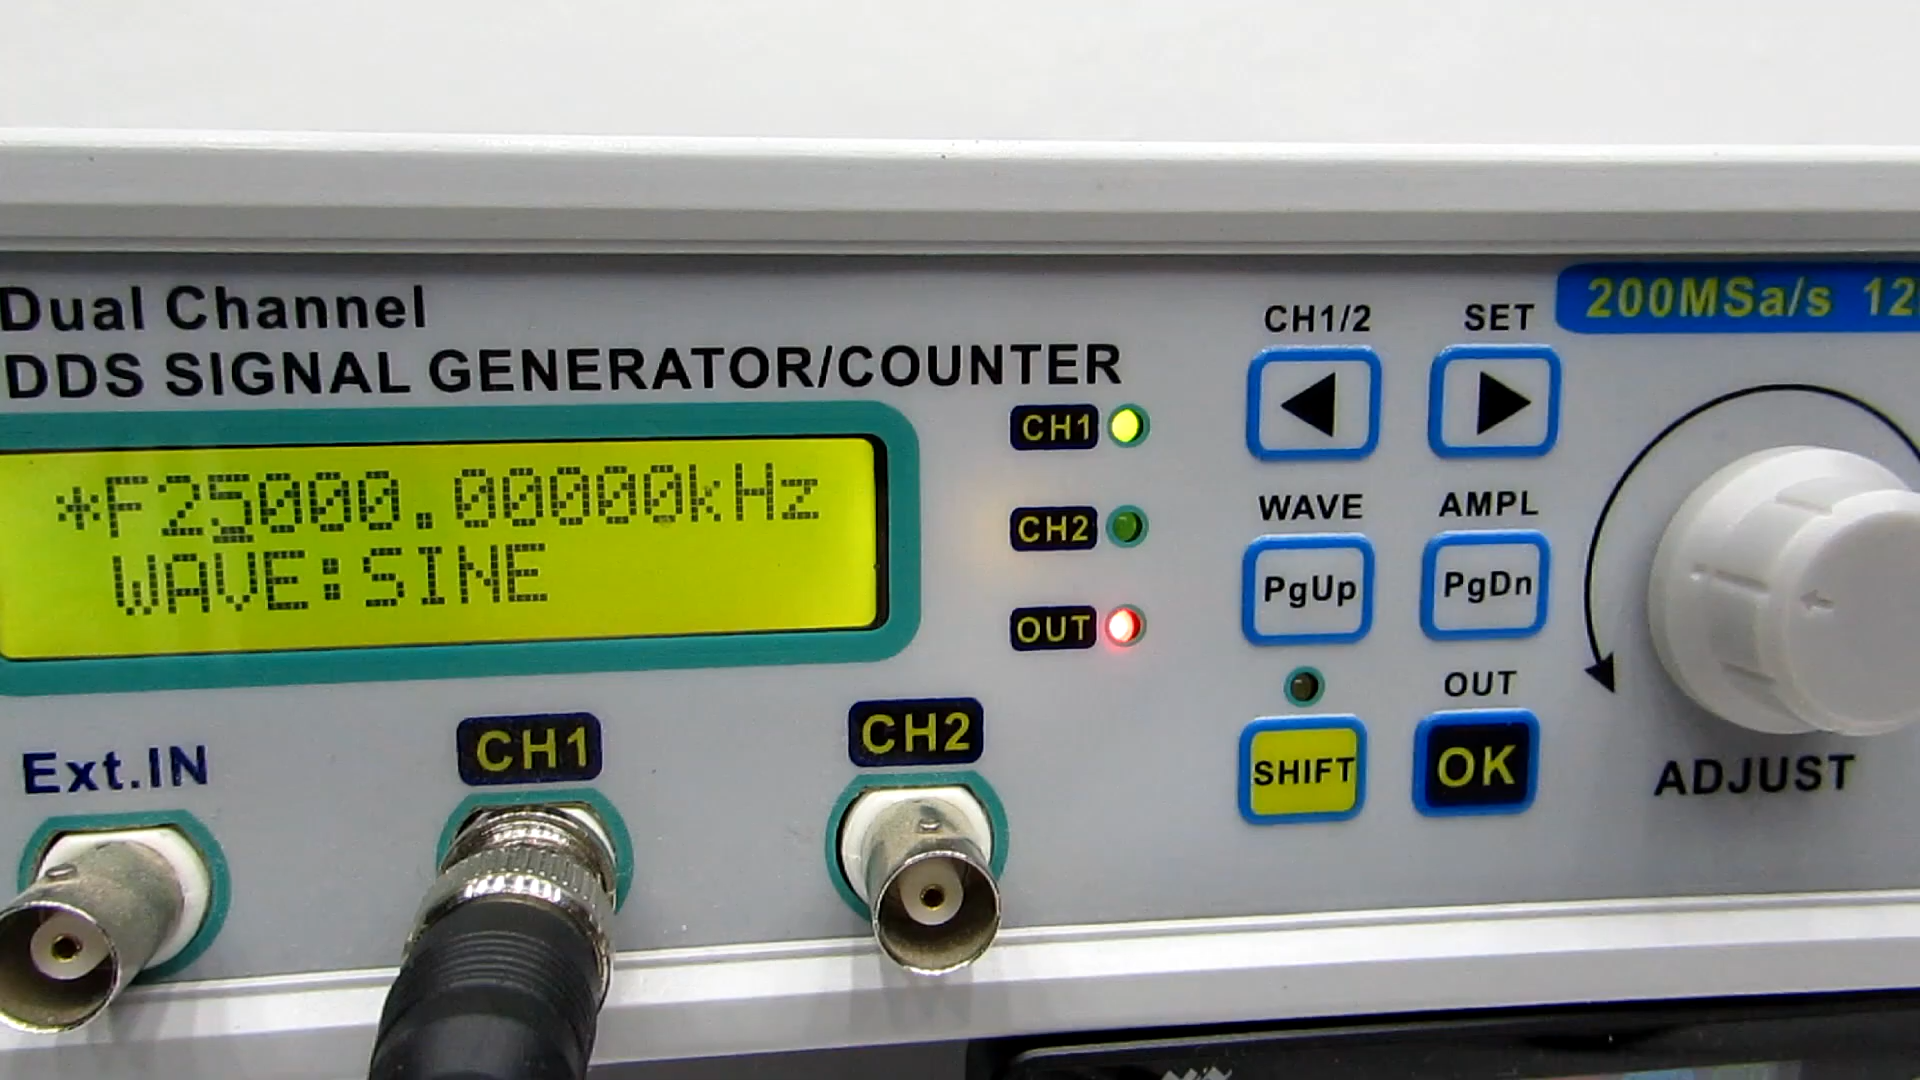 Dual Channel
DDS SIGNAL GENERATOR/COUNTER
*F25000.00000kHz
WAVE:SINE
CH1
CH2
OUT
CH1/2
SET
200MSa/s 12
WAVE
AMPL
PgUp
PgDn
OUT
SHIFT
OK
ADJUST
Ext.IN
CH1
CH2